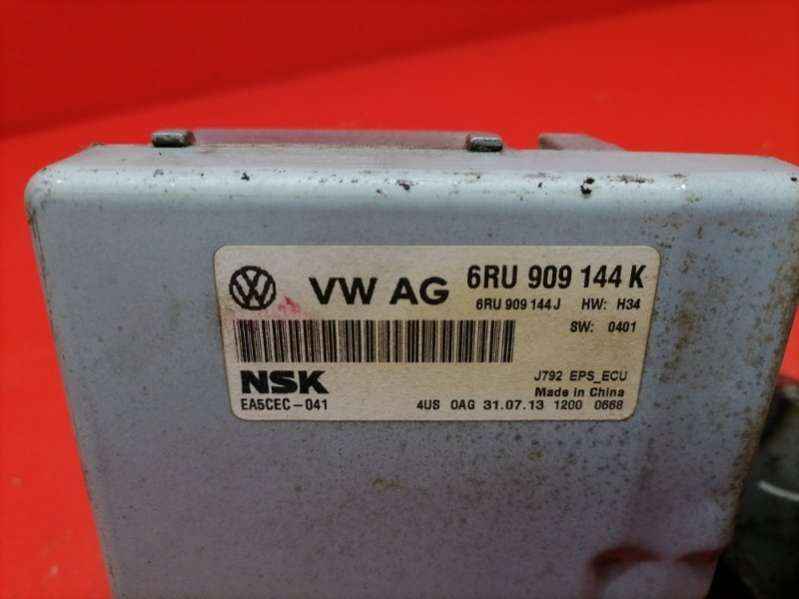 VW AG 6RU 909 144 K
6RU 909 144 J HW: H34
SW: 0401
NSK J792 EPS_ECU
Made in China
EA5CEC-041 4US 0AG 31.07.13 1200 0668